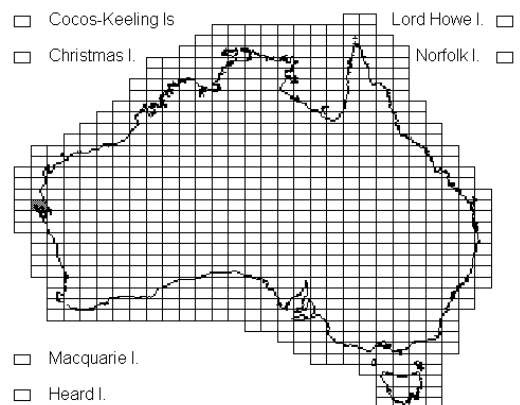 Cocos-Keeling Is
Lord Howe I.
Christmas I.
Norfolk I.
Macquarie I.
Heard I.